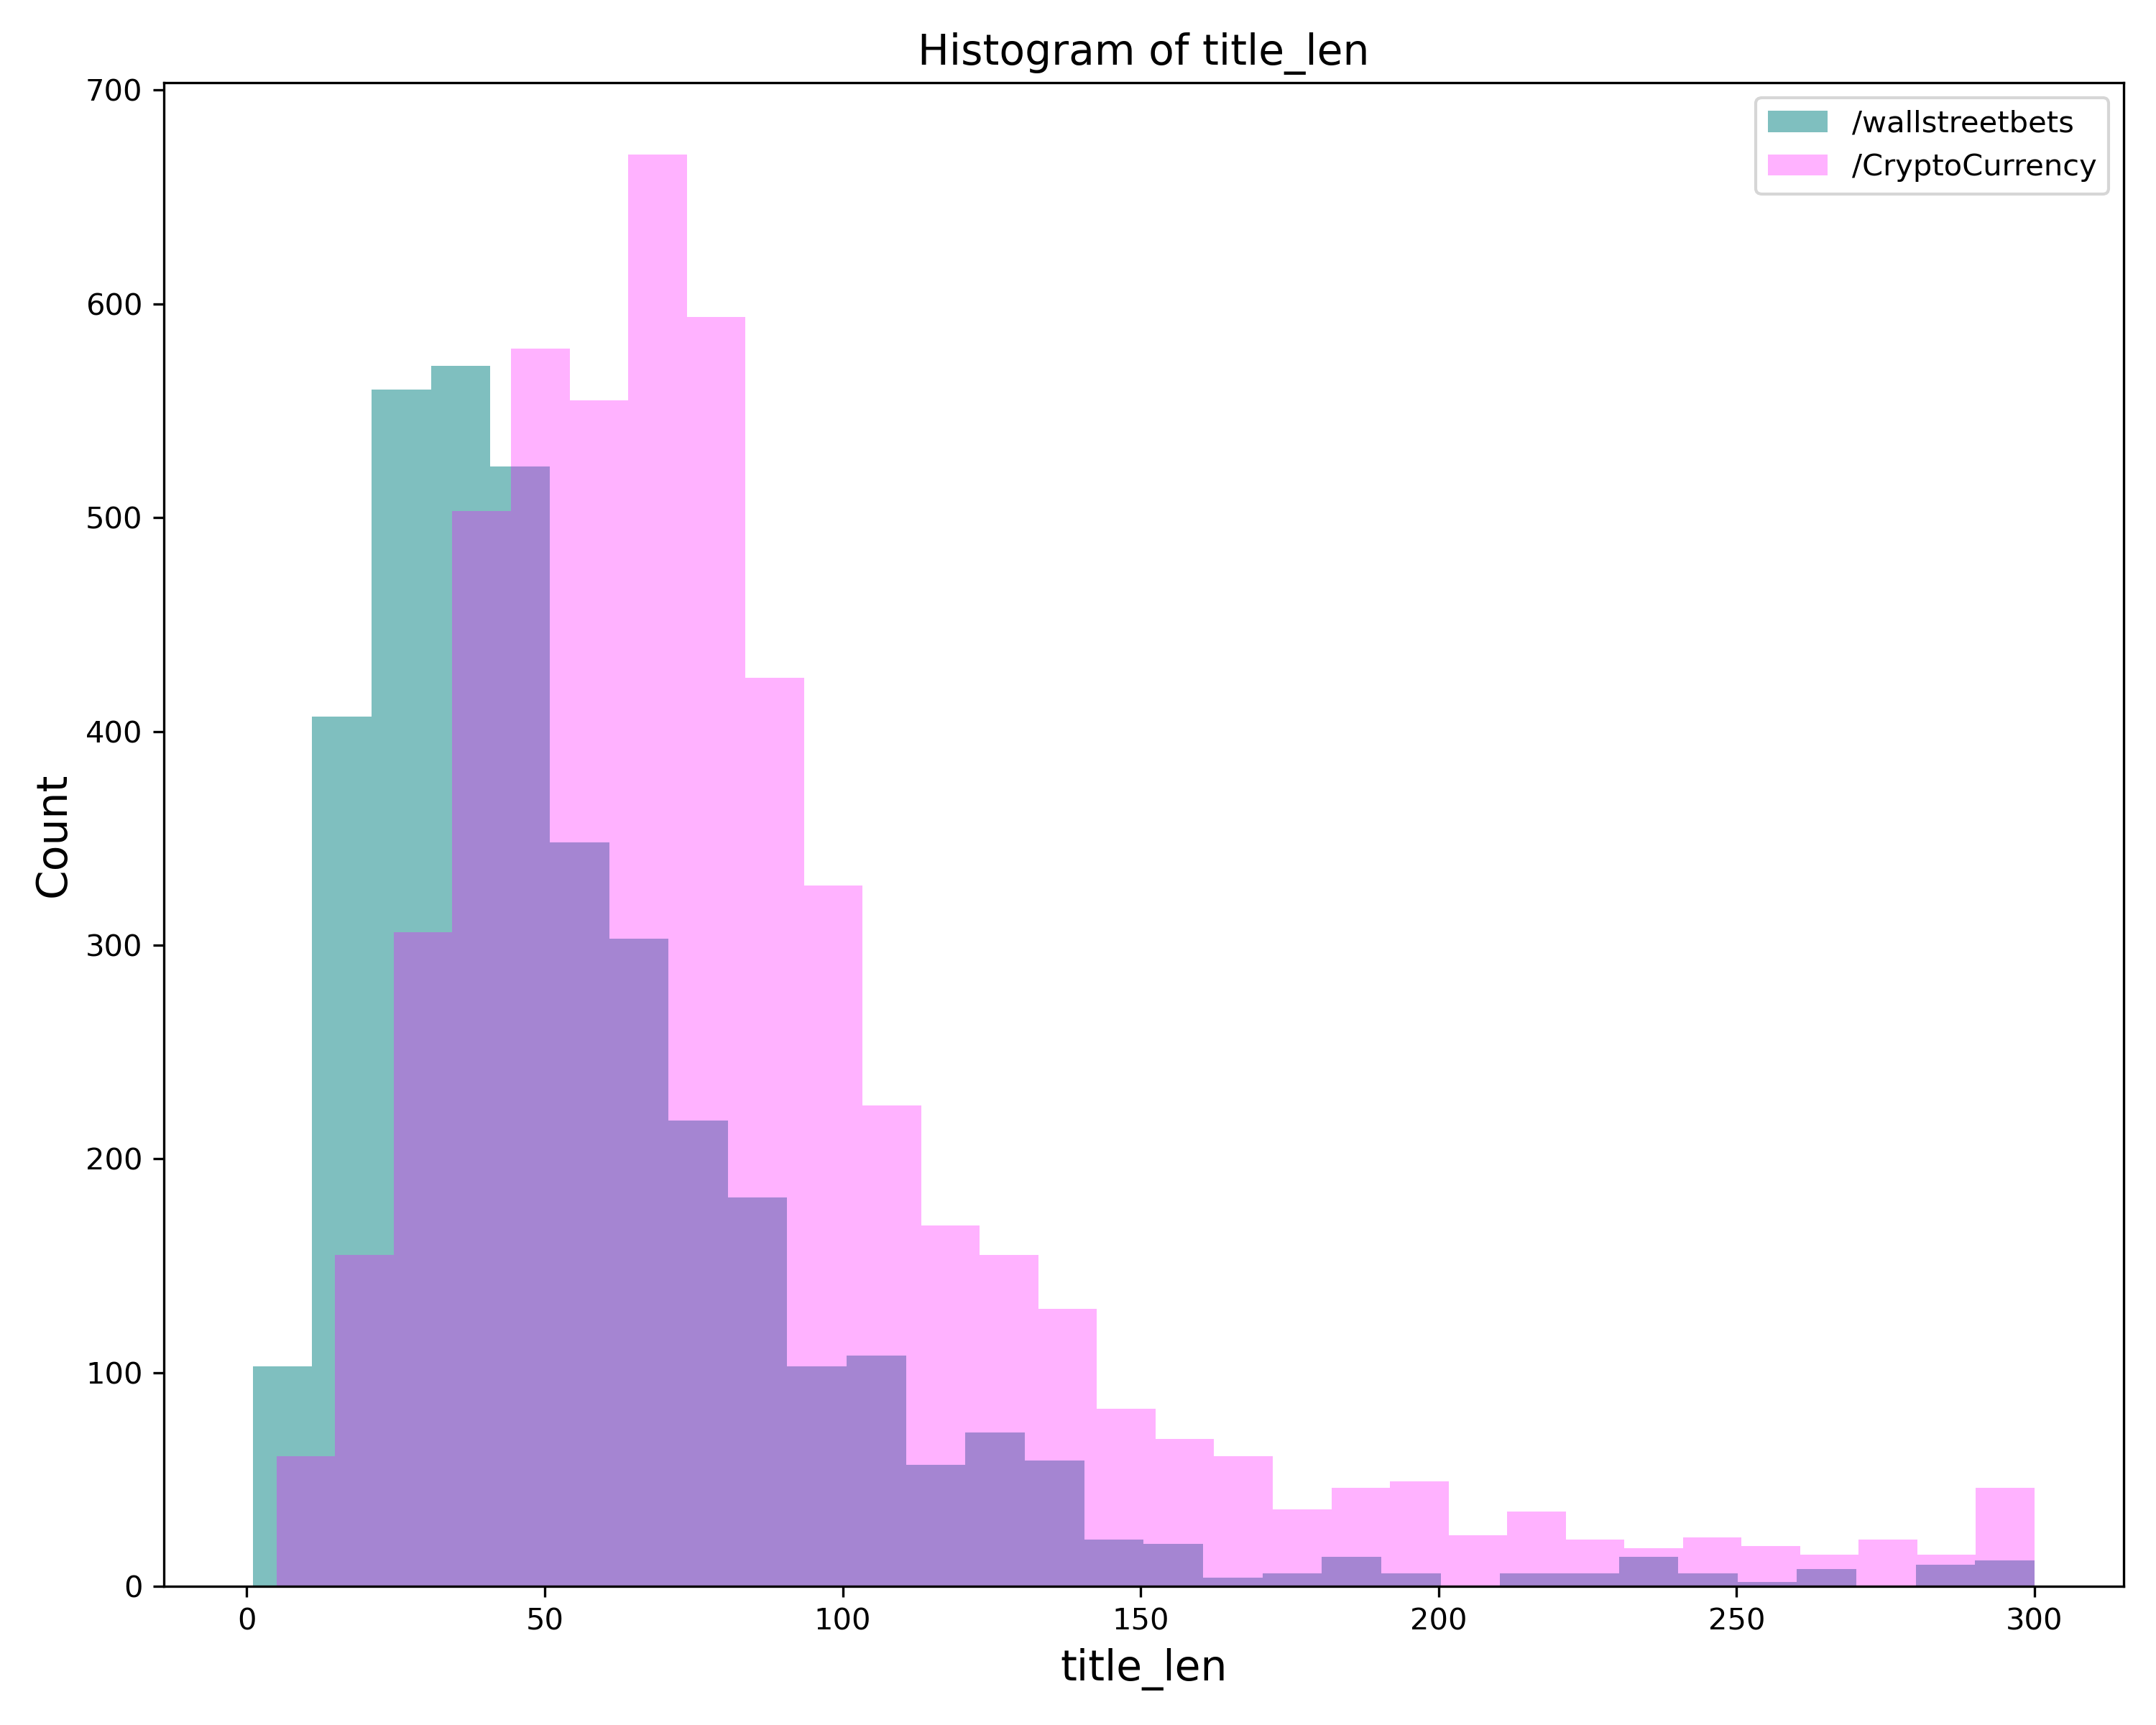 Histogram of title_len
/wallstreetbets
/CryptoCurrency
Count
700
600
500
400
300
200
100
0
0 50 100 150 200 250 300
title_len